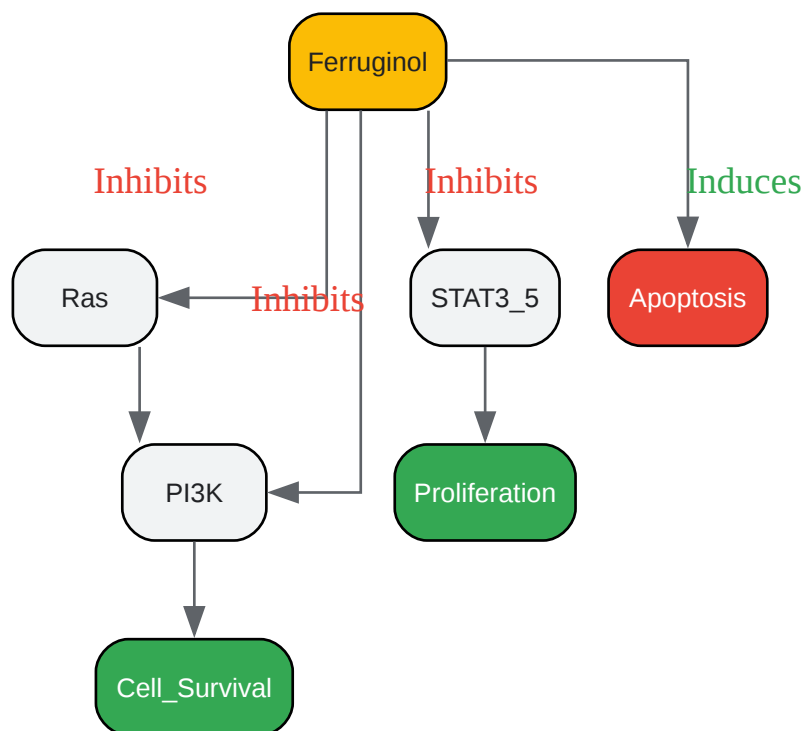 Ferruginol
Inhibits
Inhibits
Induces
Ras
Inhibits
STAT3_5
Apoptosis
PI3K
Proliferation
Cell_Survival